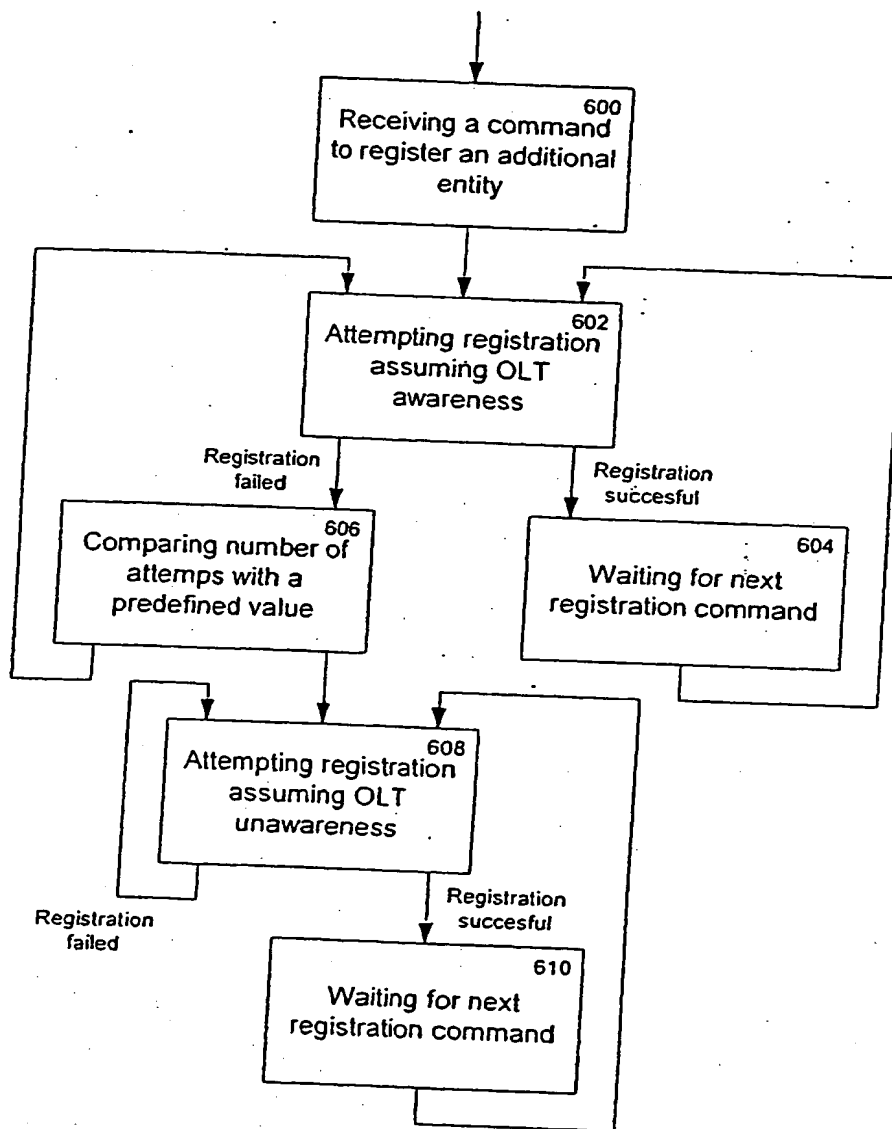 600
Receiving a command
to register an additional
entity
602
Attempting registration
assuming OLT
awareness
Registration
failed
Registration
succesful
606
Comparing number of
attemps with a
predefined value
604
Waiting for next
registration command
608
Attempting registration
assuming OLT
unawareness
Registration
failed
Registration
succesful
610
Waiting for next
registration command